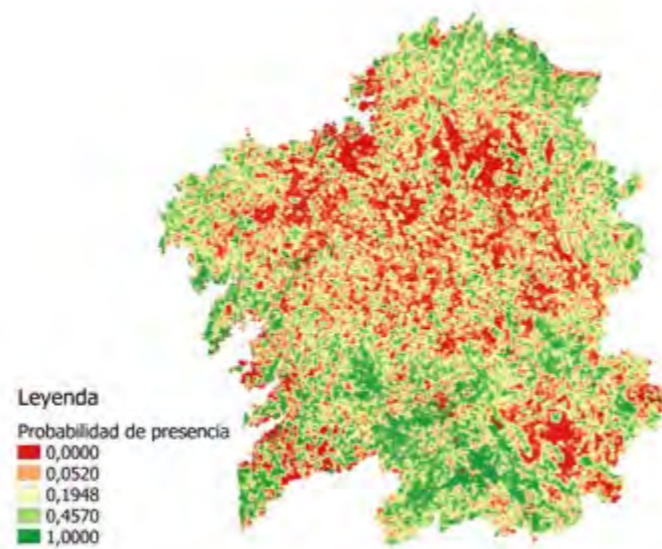 Leyenda
Probabilidad de presencia
0,0000
0,0520
0,1948
0,4570
1,0000